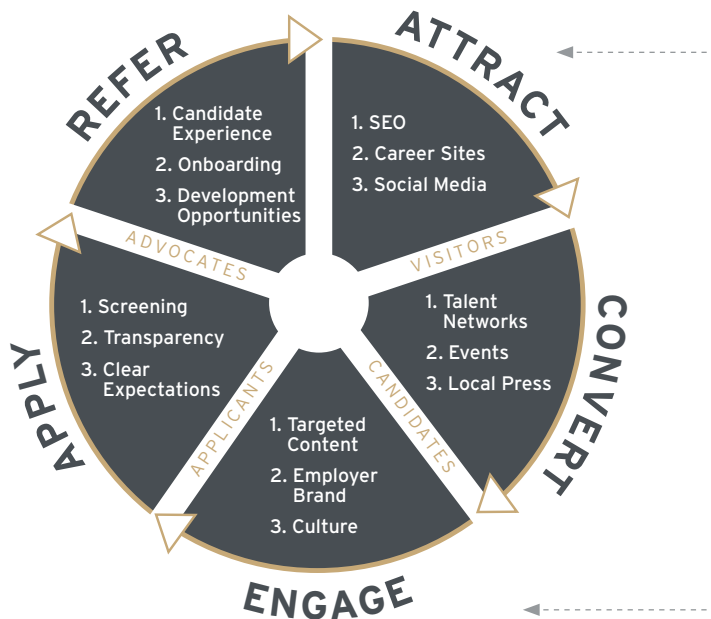 ATTRACT
1. SEO
2. Career Sites
3. Social Media
VISITORS
CONVERT
1. Talent
Networks
2. Events
3. Local Press
CANDIDATES
ENGAGE
1. Targeted
Content
2. Employer
Brand
3. Culture
APPLICANTS
APPLY
1. Screening
2. Transparency
3. Clear
Expectations
ADVOCATES
REFER
1. Candidate
Experience
2. Onboarding
3. Development
Opportunities